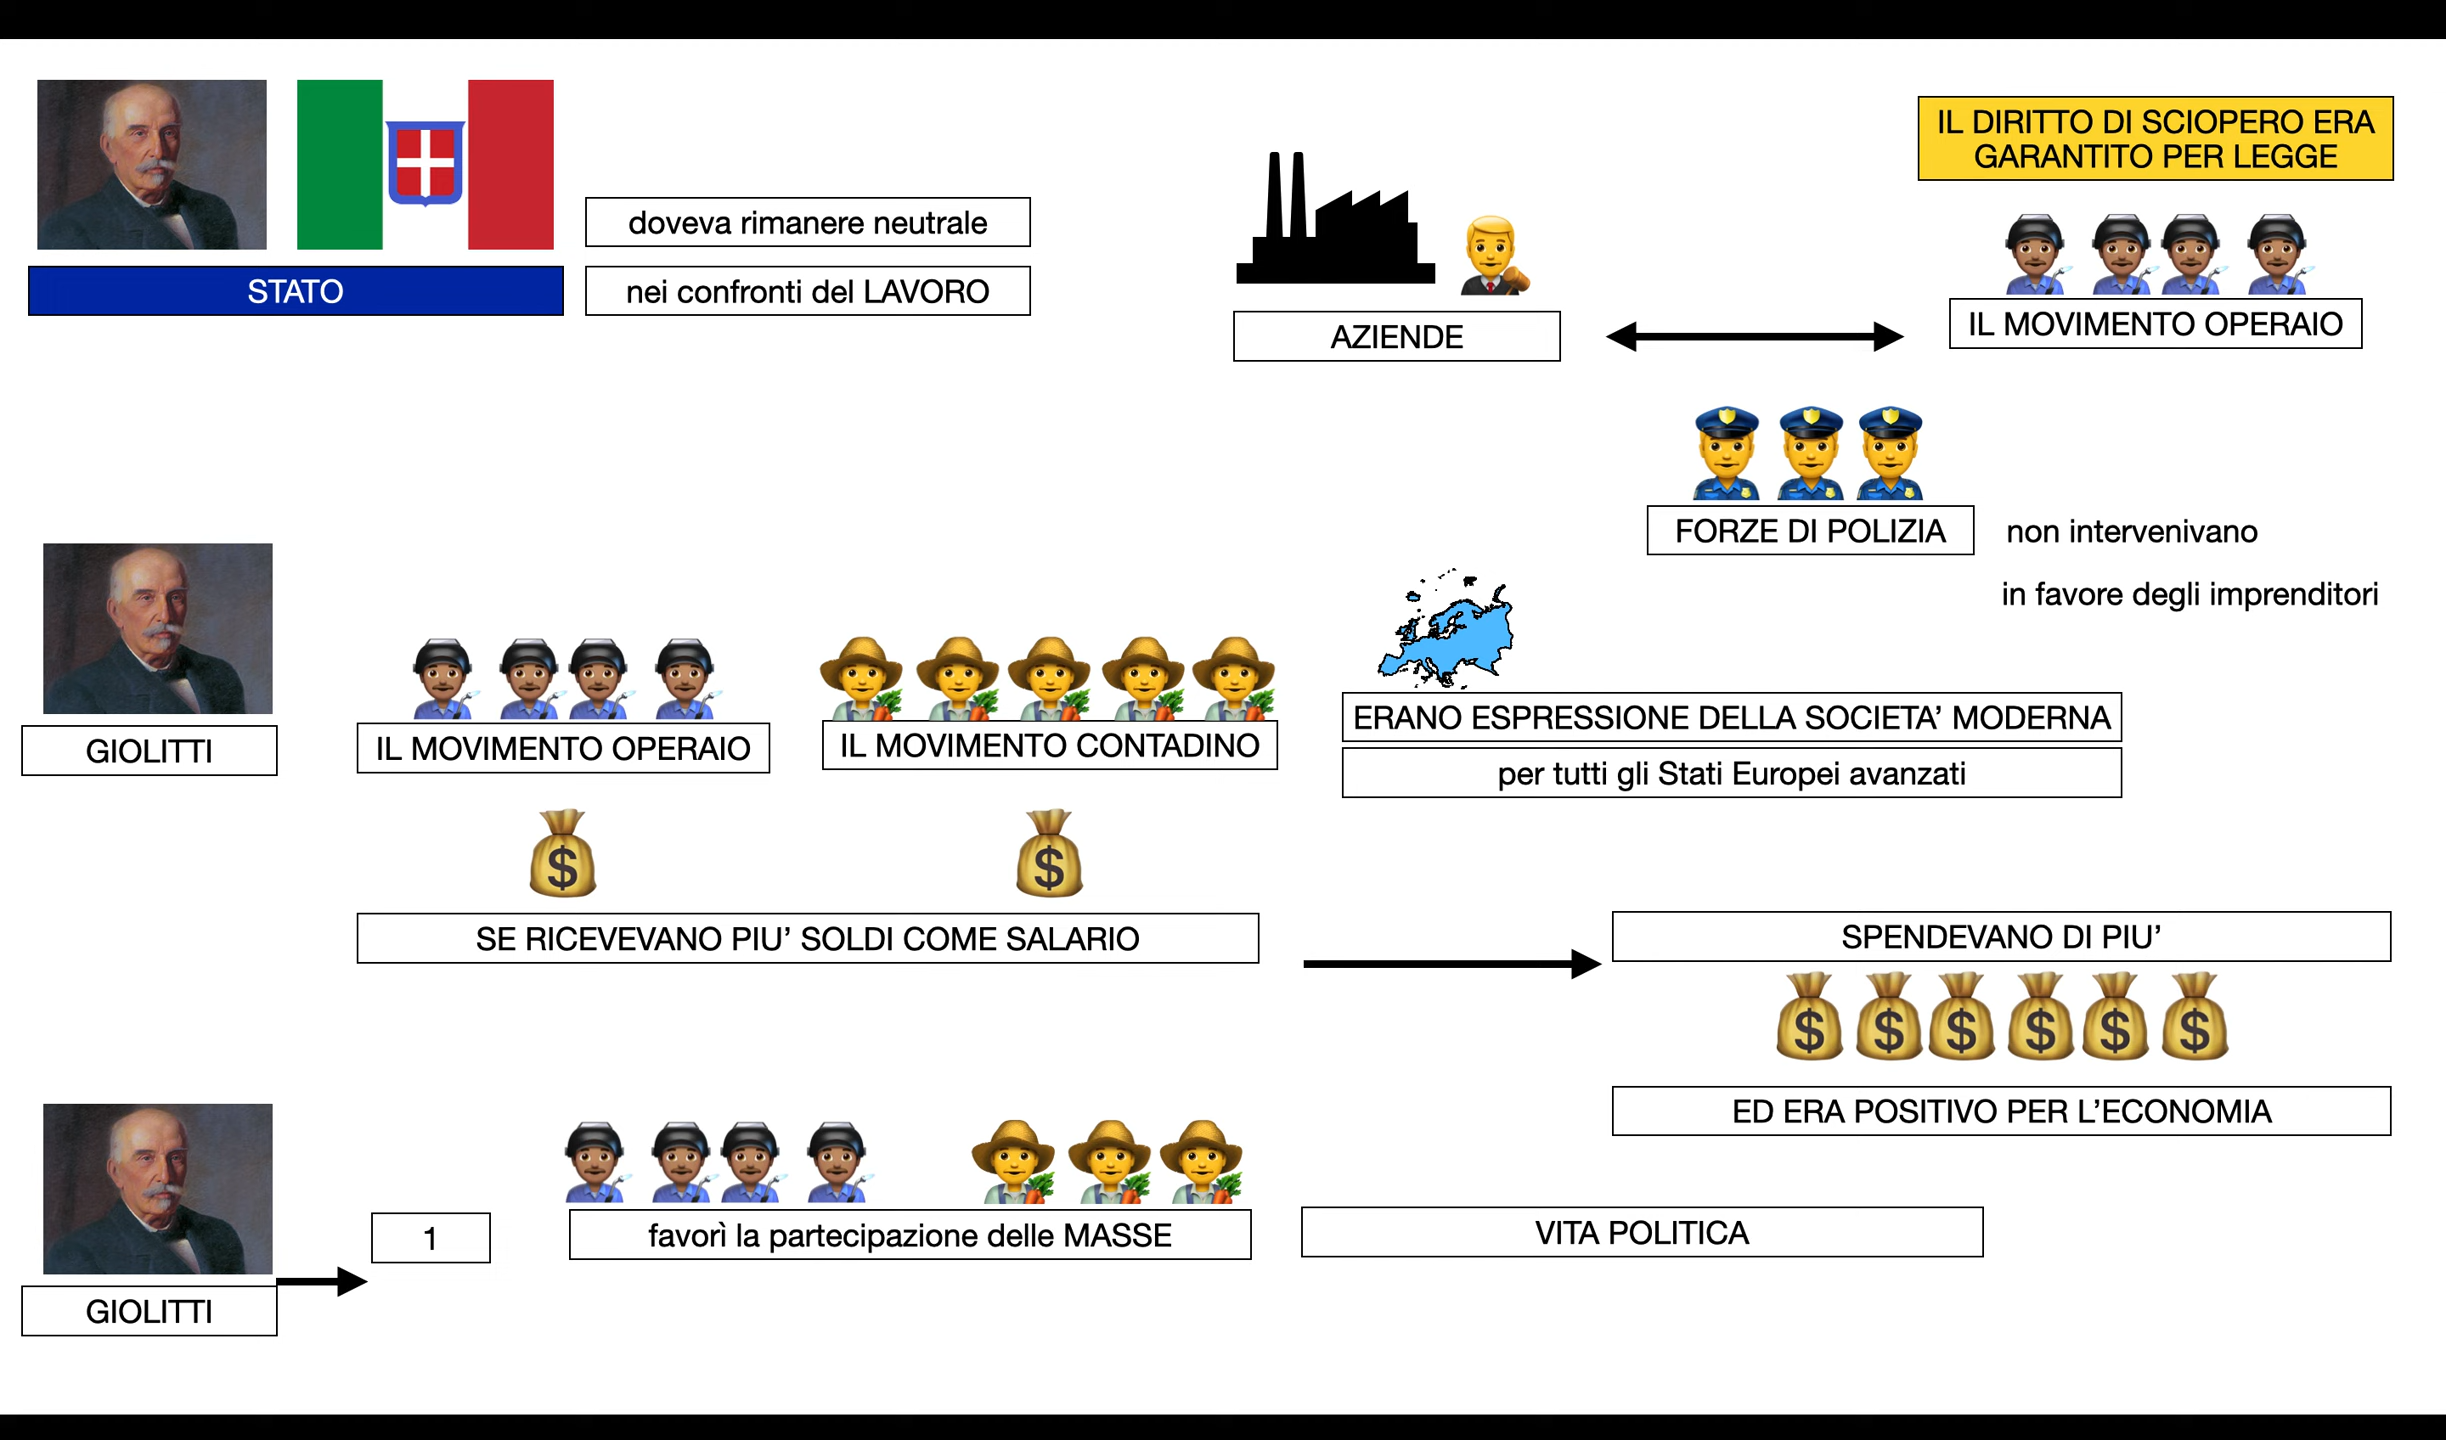 doveva rimanere neutrale
STATO
nei confronti del LAVORO
AZIENDE
IL DIRITTO DI SCIOPERO ERA
GARANTITO PER LEGGE
IL MOVIMENTO OPERAIO
FORZE DI POLIZIA
non intervenivano
in favore degli imprenditori
GIOLITTI
IL MOVIMENTO OPERAIO
IL MOVIMENTO CONTADINO
ERANO ESPRESSIONE DELLA SOCIETA’ MODERNA
per tutti gli Stati Europei avanzati
$
$
SE RICEVEVANO PIU’ SOLDI COME SALARIO
SPENDEVANO DI PIU’
$ $ $ $ $ $
ED ERA POSITIVO PER L’ECONOMIA
GIOLITTI
1
favorì la partecipazione delle MASSE
VITA POLITICA